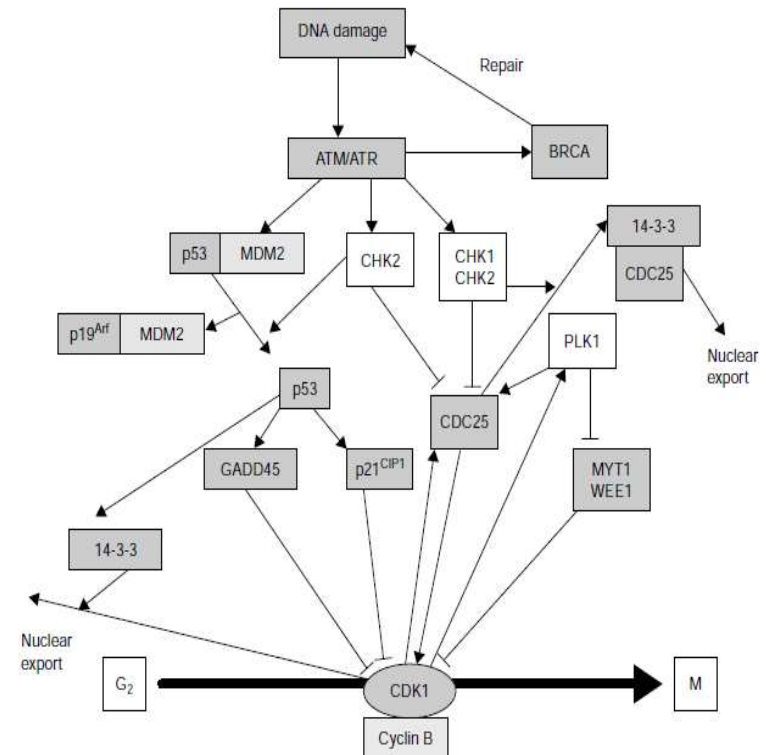 DNA damage
Repair
ATM/ATR
BRCA
14-3-3
p53
MDM2
CHK2
CHK1
CHK2
CDC25
p19Arf
MDM2
PLK1
Nuclear
export
p53
CDC25
GADD45
p21CIP1
MYT1
WEE1
14-3-3
Nuclear
export
G2
CDK1
M
Cyclin B